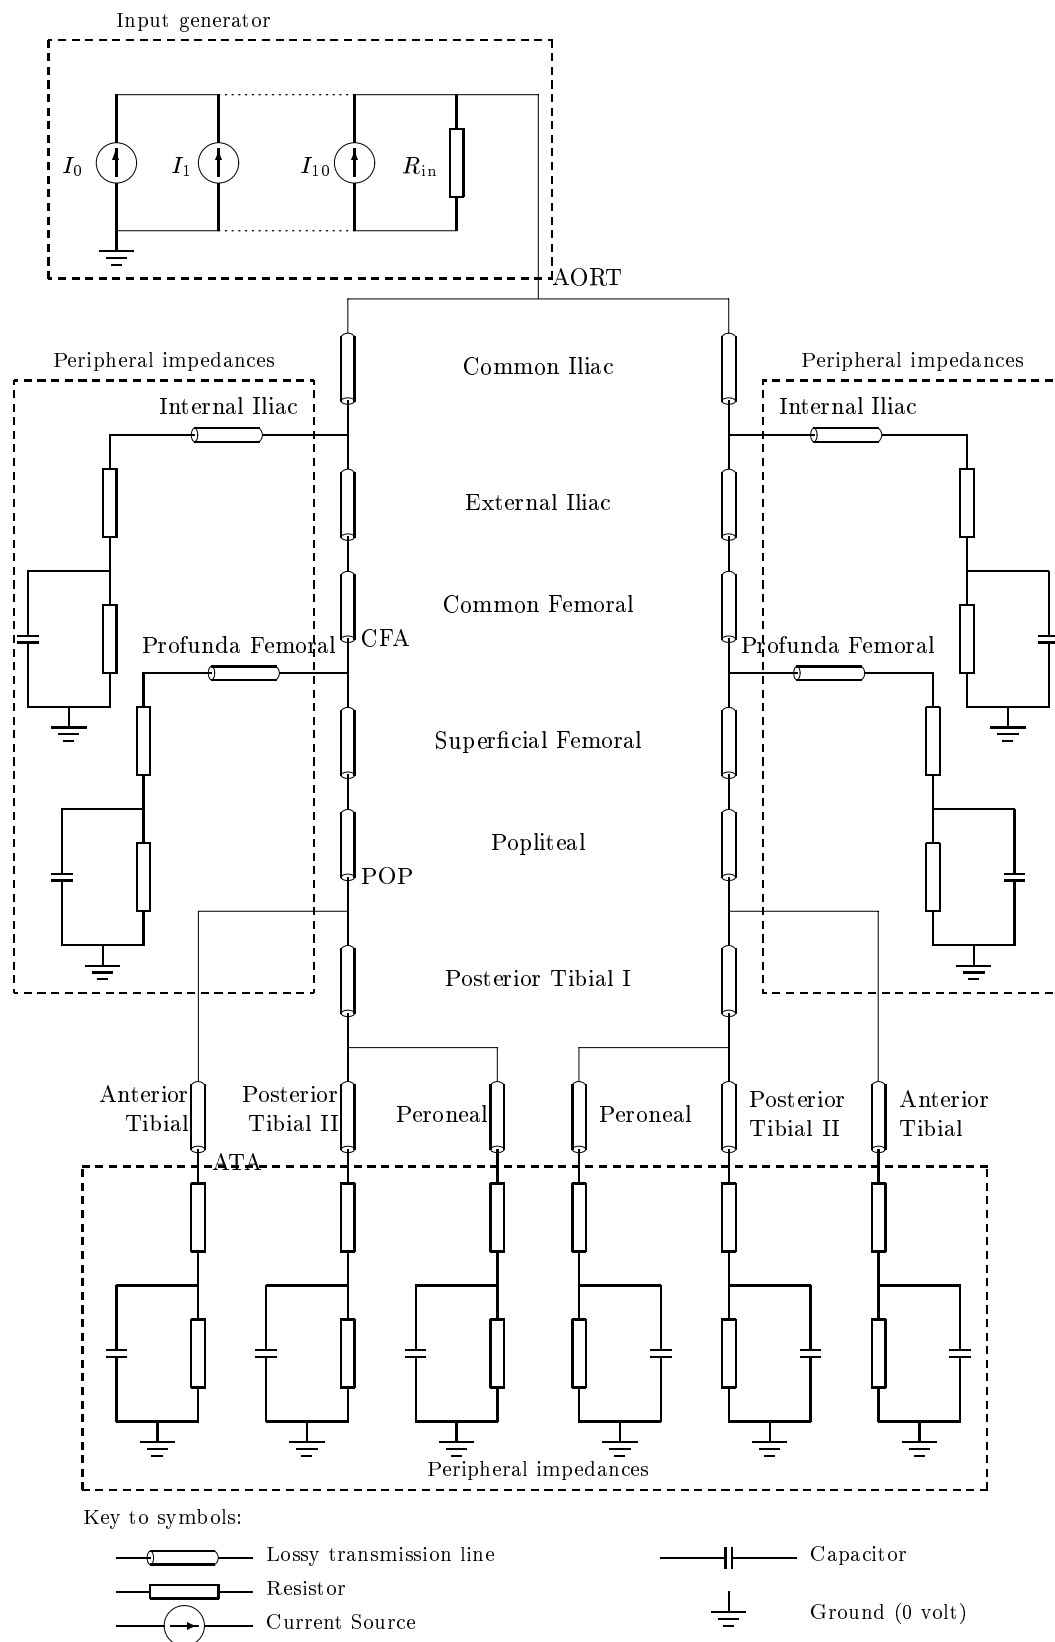 Input generator
I0 I1 I10 Rin
AORT
Peripheral impedances
Common Iliac
Peripheral impedances
Internal Iliac
Internal Iliac
External Iliac
Common Femoral
CFA
Profunda Femoral
Profunda Femoral
Superficial Femoral
Popliteal
POP
Posterior Tibial I
Anterior
Tibial
Posterior
Tibial II
Peroneal
Peroneal
Posterior
Tibial II
Anterior
Tibial
ATA
Peripheral impedances
Key to symbols:
Lossy transmission line
Capacitor
Resistor
Ground (0 volt)
Current Source